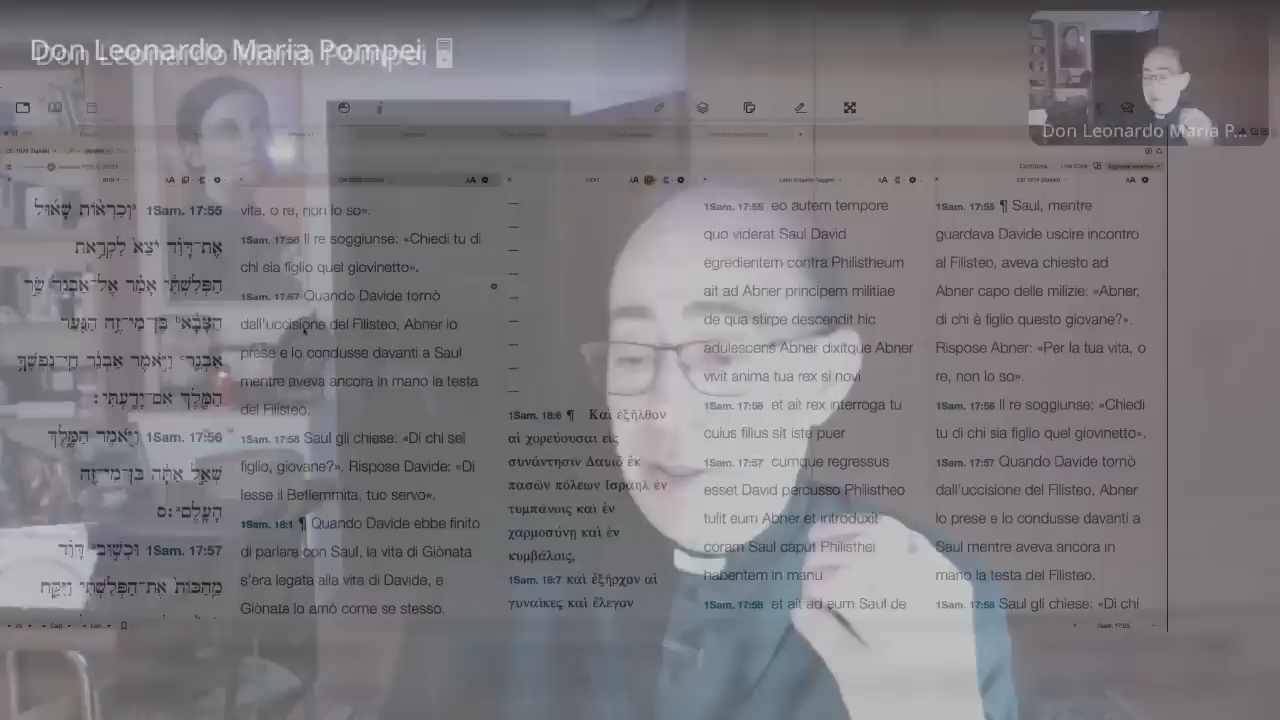 Don Leonardo Maria Pompei
Don Leonardo Maria P...
1Sam. 17:55 וְכִרְאוֹת שָׁאוּל
אֶת־דָּוִד יֹצֵא לִקְרַאת
הַפְּלִשְׁתִּי אָמַר אֶל־אַבְנֵר שַׂר
הַצָּבָא בֶּן־מִי־זֶה הַנַּעַר
אַבְנֵר וַיֹּאמֶר אַבְנֵר חֵי־נַפְשְׁךָ
הַמֶּלֶךְ אִם־יָדָעְתִּי׃
1Sam. 17:56 וַיֹּאמֶר הַמֶּלֶךְ
שְׁאַל אַתָּה בֶּן־מִי־זֶה
הָעָלֶם׃ס
1Sam. 17:57 וּכְשׁוּב דָּוִד
מֵהַכּוֹת אֶת־הַפְּלִשְׁתִּי וַיִּקַּח
vita, o re, non lo so».
1Sam. 17:56 Il re soggiunse: «Chiedi tu di
chi sia figlio quel giovinetto».
1Sam. 17:57 Quando Davide tornò
dall'uccisione del Filisteo, Abner lo
prese e lo condusse davanti a Saul
mentre aveva ancora in mano la testa
del Filisteo.
1Sam. 17:58 Saul gli chiese: «Di chi sei
figlio, giovane?». Rispose Davide: «Di
Iesse il Betlemmita, tuo servo».
1Sam. 18:1 ¶ Quando Davide ebbe finito
di parlare con Saul, la vita di Giònata
s'era legata alla vita di Davide, e
Giònata lo amò come se stesso.
1Sam. 18:6 ¶ Καὶ ἐξῆλθον
αἱ χορεύουσαι εἰς
συνάντησιν Δαυιδ ἐκ
πασῶν πόλεων Ισραηλ ἐν
τυμπάνοις καὶ ἐν
χαρμοσύνῃ καὶ ἐν
κυμβάλοις,
1Sam. 18:7 καὶ ἐξῆρχον αἱ
γυναῖκες καὶ ἔλεγον
1Sam. 17:55 eo autem tempore
quo viderat Saul David
egredientem contra Philistheum
ait ad Abner principem militiae
de qua stirpe descendit hic
adulescens Abner dixitque Abner
vivit anima tua rex si novi
1Sam. 17:56 et ait rex interroga tu
cuius filius sit iste puer
1Sam. 17:57 cumque regressus
esset David percusso Philistheo
tulit eum Abner et introduxit
coram Saul caput Philisthei
habentem in manu
1Sam. 17:58 et ait ad eum Saul de
1Sam. 17:55 ¶ Saul, mentre
guardava Davide uscire incontro
al Filisteo, aveva chiesto ad
Abner capo delle milizie: «Abner,
di chi è figlio questo giovane?».
Rispose Abner: «Per la tua vita, o
re, non lo so».
1Sam. 17:56 Il re soggiunse: «Chiedi
tu di chi sia figlio quel giovinetto».
1Sam. 17:57 Quando Davide tornò
dall'uccisione del Filisteo, Abner
lo prese e lo condusse davanti a
Saul mentre aveva ancora in
mano la testa del Filisteo.
1Sam. 17:58 Saul gli chiese: «Di chi